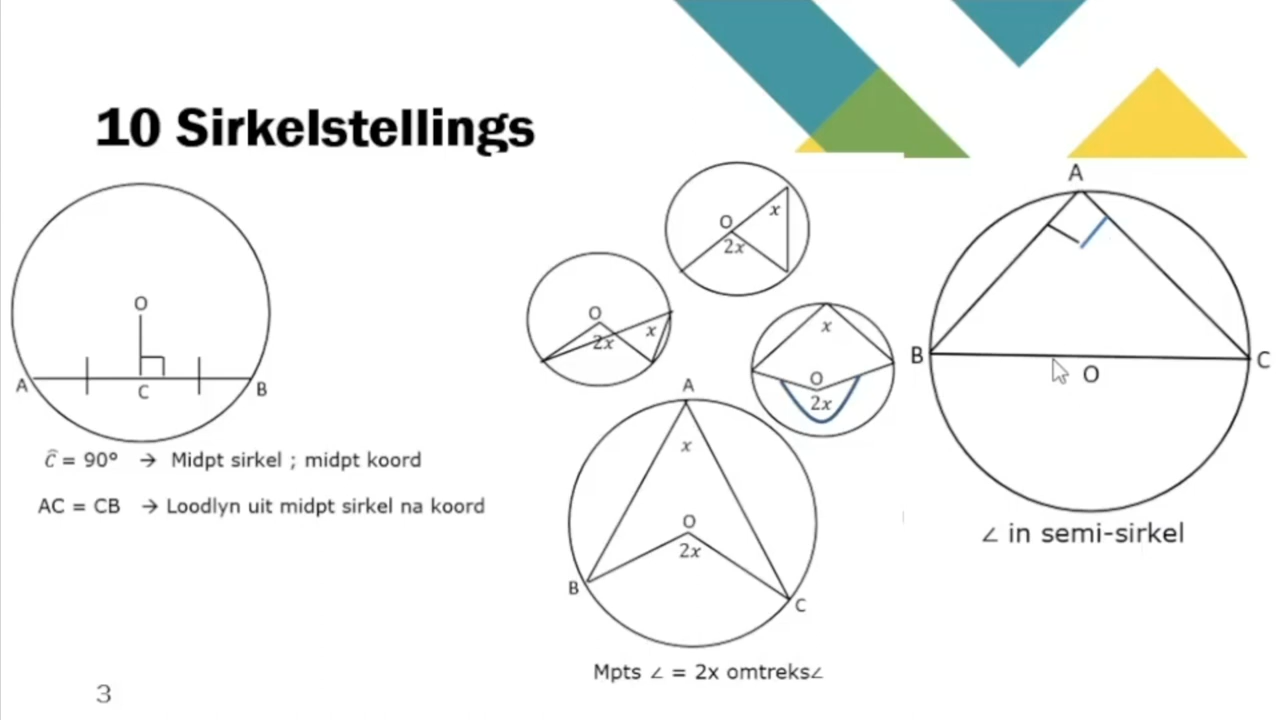 10 Sirkelstellings
O
A
C
B
Ĉ = 90° → Midpt sirkel ; midpt koord
AC = CB → Loodlyn uit midpt sirkel na koord
x
O
2x
O
x
2x
x
O
2x
A
x
O
2x
B
C
Mpts ∠ = 2x omtreks∠
A
B
C
O
∠ in semi-sirkel
3